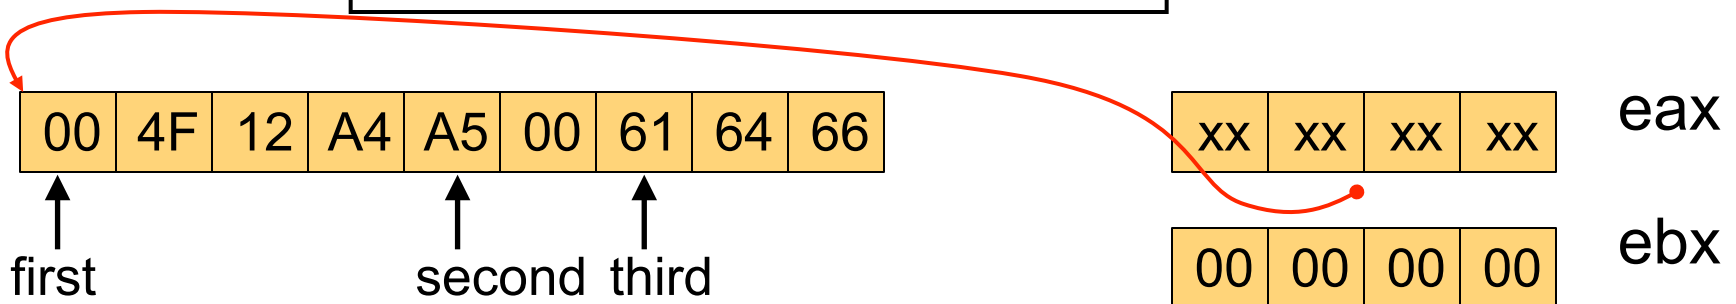 00 4F 12 A4 A5 00 61 64 66
xx xx xx xx eax
first second third
00 00 00 00 ebx